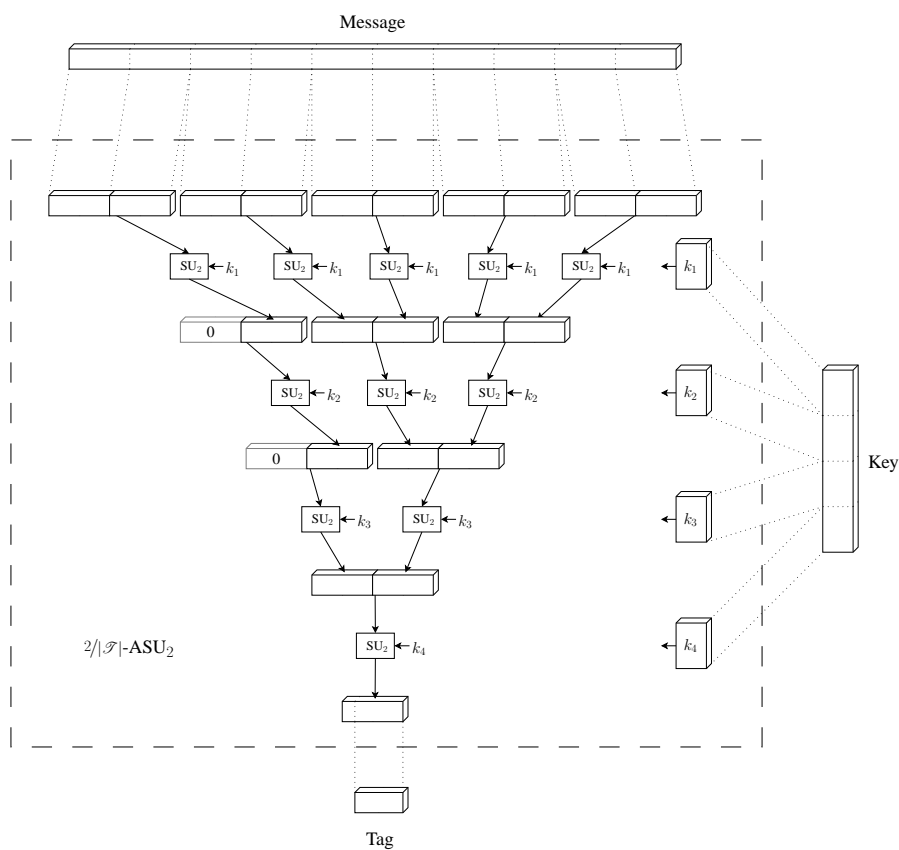 Message
SU₂ k₁ SU₂ k₁ SU₂ k₁ SU₂ k₁ SU₂ k₁ k₁
0
SU₂ k₂ SU₂ k₂ SU₂ k₂ k₂
0
Key
SU₂ k₃ SU₂ k₃ k₃
2/|𝒯|-ASU₂ SU₂ k₄ k₄
Tag